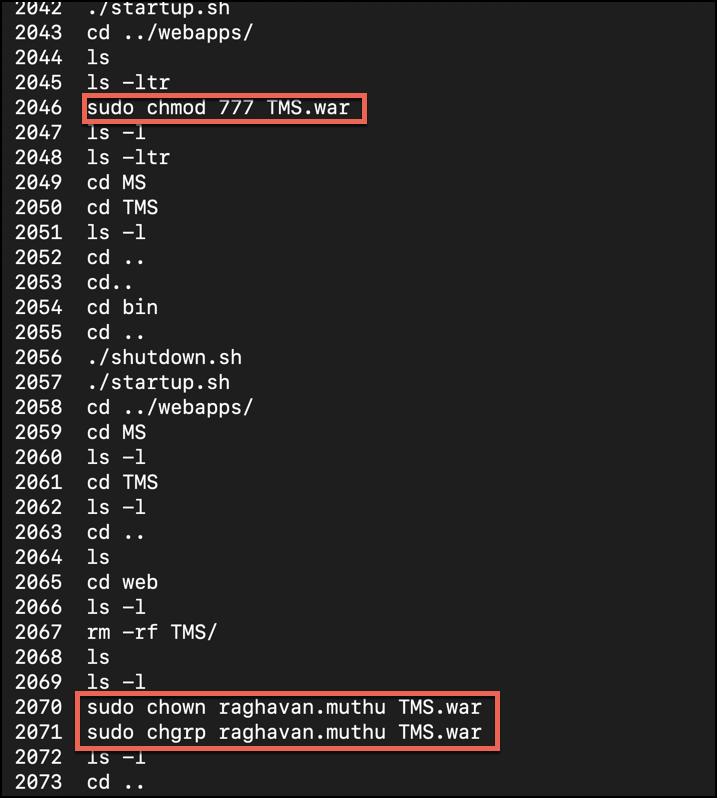 2042 ./startup.sh
2043 cd ../webapps/
2044 ls
2045 ls -ltr
2046 sudo chmod 777 TMS.war
2047 ls -l
2048 ls -ltr
2049 cd MS
2050 cd TMS
2051 ls -l
2052 cd ..
2053 cd..
2054 cd bin
2055 cd ..
2056 ./shutdown.sh
2057 ./startup.sh
2058 cd ../webapps/
2059 cd MS
2060 ls -l
2061 cd TMS
2062 ls -l
2063 cd ..
2064 ls
2065 cd web
2066 ls -l
2067 rm -rf TMS/
2068 ls
2069 ls -l
2070 sudo chown raghavan.muthu TMS.war
2071 sudo chgrp raghavan.muthu TMS.war
2072 ls -l
2073 cd ..